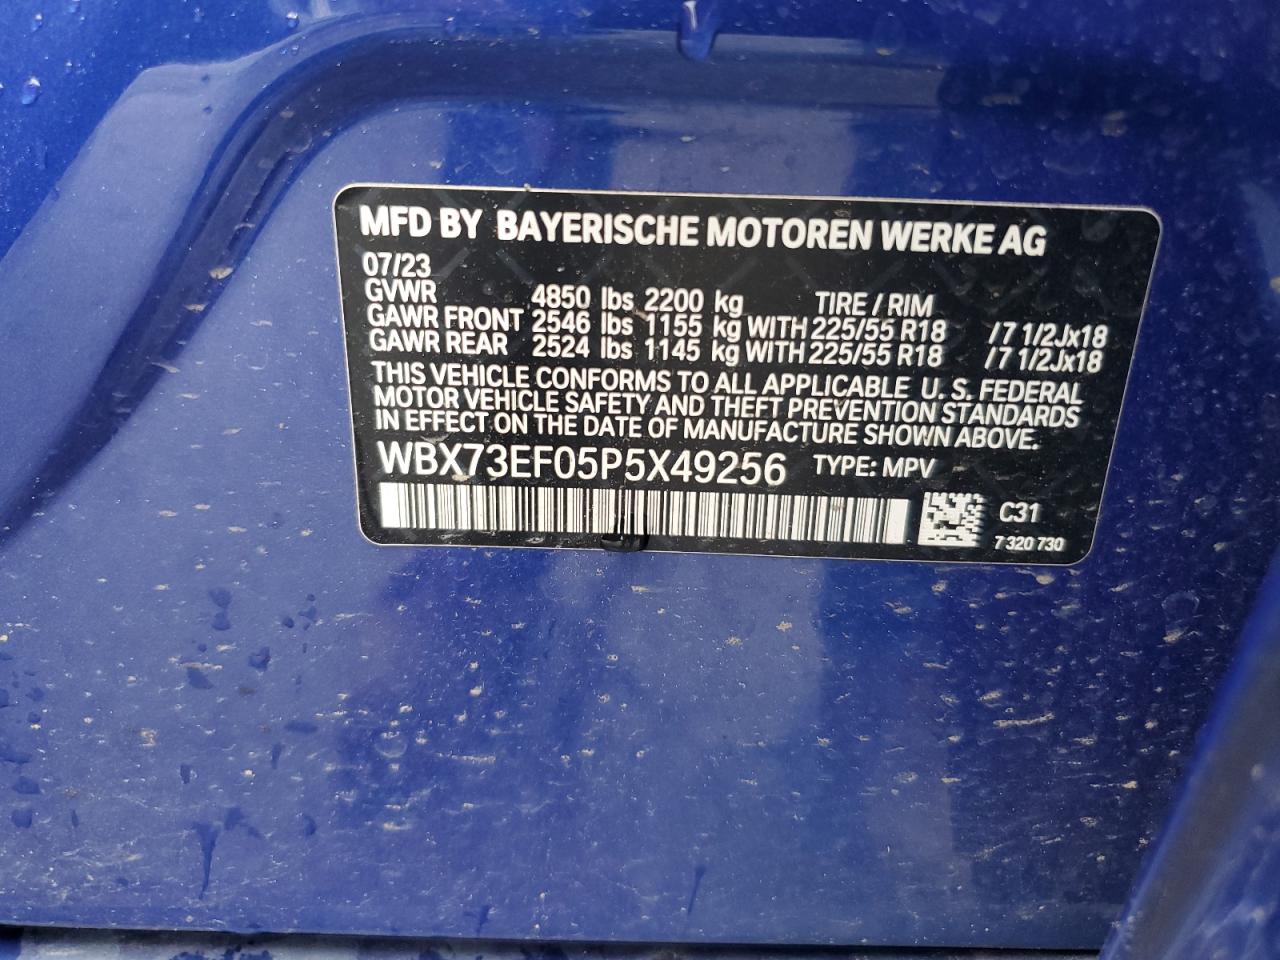 MFD BY BAYERISCHE MOTOREN WERKE AG
07/23
GVWR 4850 lbs 2200 kg TIRE / RIM
GAWR FRONT 2546 lbs 1155 kg WITH 225/55 R18 /7 1/2Jx18
GAWR REAR 2524 lbs 1145 kg WITH 225/55 R18 /7 1/2Jx18
THIS VEHICLE CONFORMS TO ALL APPLICABLE U. S. FEDERAL
MOTOR VEHICLE SAFETY AND THEFT PREVENTION STANDARDS
IN EFFECT ON THE DATE OF MANUFACTURE SHOWN ABOVE.
WBX73EF05P5X49256 TYPE: MPV
C31
7 320 730